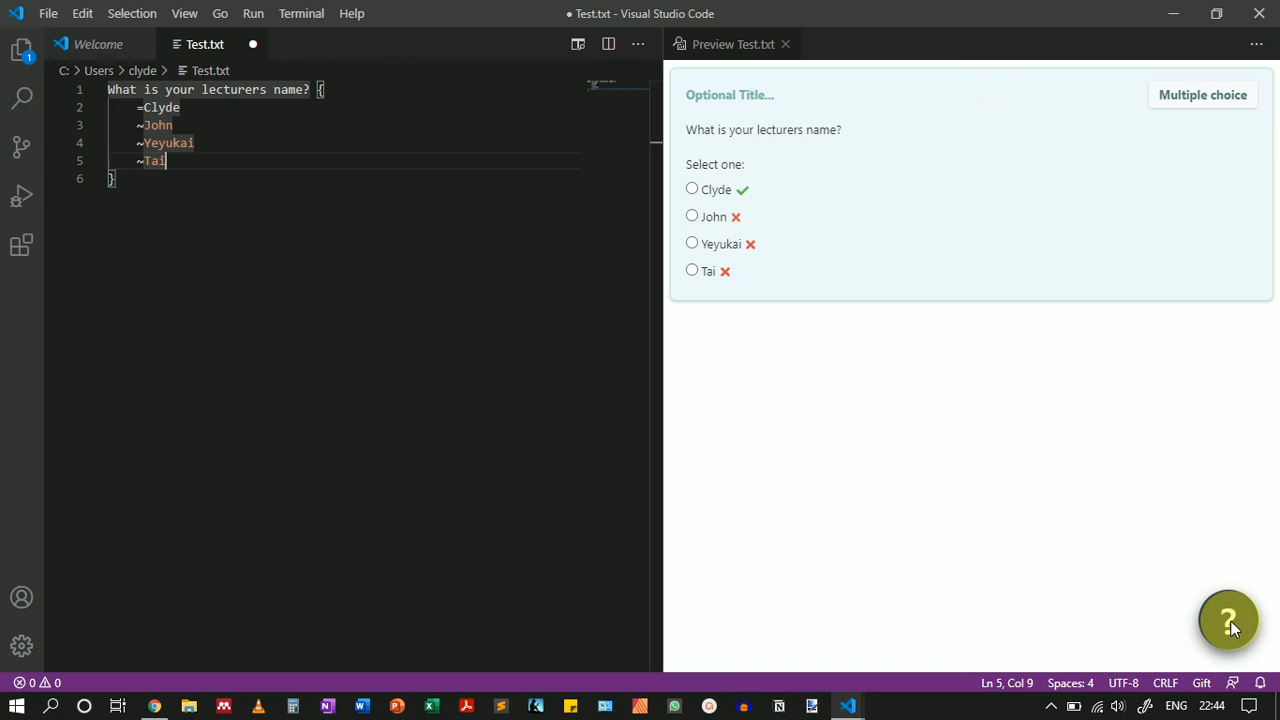 File Edit Selection View Go Run Terminal Help
● Test.txt - Visual Studio Code
Welcome
Test.txt
Preview Test.txt
C: > Users > clyde > Test.txt
1 What is your lecturers name? {
2 =Clyde
3 ~John
4 ~Yeyukai
5 ~Tai
6 }
Optional Title...
Multiple choice
What is your lecturers name?
Select one:
Clyde
John
Yeyukai
Tai
?
1
0 0
Ln 5, Col 9 Spaces: 4 UTF-8 CRLF Gift
ENG 22:44